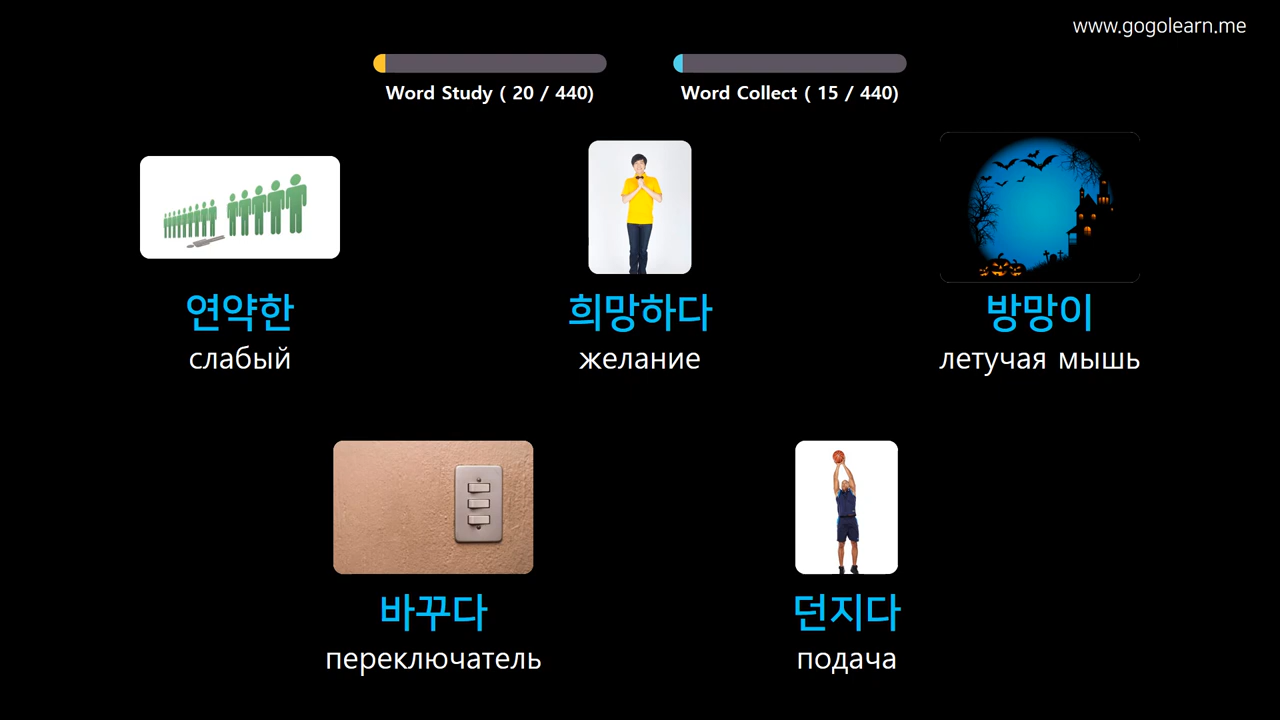 www.gogolearn.me
Word Study ( 20 / 440)
Word Collect ( 15 / 440)
연약한
слабый
희망하다
желание
방망이
летучая мышь
바꾸다
переключатель
던지다
подача